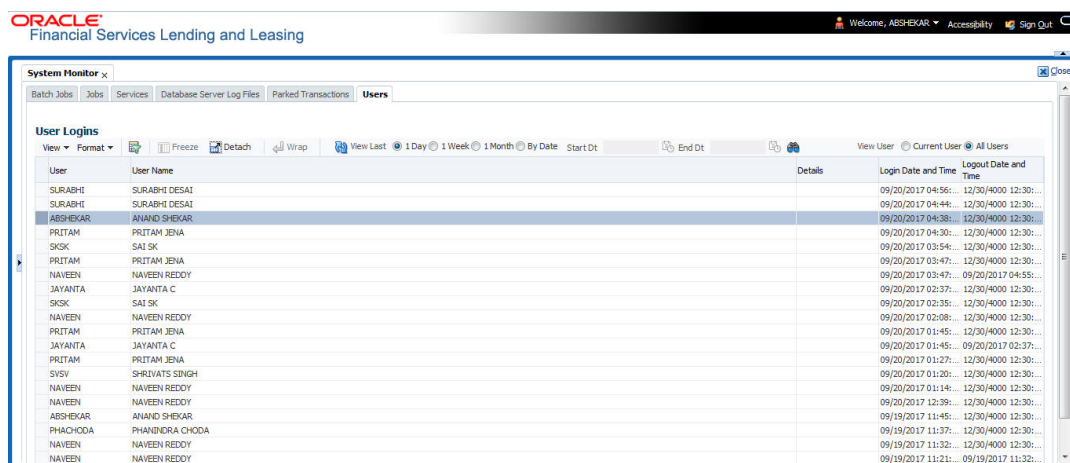 ORACLE®
Financial Services Lending and Leasing
Welcome, ABSHEKAR Accessibility Sign Out
System Monitor x
Close
Batch Jobs Jobs Services Database Server Log Files Parked Transactions Users
User Logins
View Format Freeze Detach Wrap View Last 1 Day 1 Week 1 Month By Date Start Dt End Dt View User Current User All Users
User User Name Details Login Date and Time Logout Date and Time
SURABHI SURABHI DESAI 09/20/2017 04:56:... 12/30/4000 12:30:...
SURABHI SURABHI DESAI 09/20/2017 04:44:... 12/30/4000 12:30:...
ABSHEKAR ANAND SHEKAR 09/20/2017 04:38:... 12/30/4000 12:30:...
PRITAM PRITAM JENA 09/20/2017 04:30:... 12/30/4000 12:30:...
SKSK SAI SK 09/20/2017 03:54:... 12/30/4000 12:30:...
PRITAM PRITAM JENA 09/20/2017 03:47:... 12/30/4000 12:30:...
NAVEEN NAVEEN REDDY 09/20/2017 03:47:... 09/20/2017 04:55:...
JAYANTA JAYANTA C 09/20/2017 02:37:... 12/30/4000 12:30:...
SKSK SAI SK 09/20/2017 02:35:... 12/30/4000 12:30:...
NAVEEN NAVEEN REDDY 09/20/2017 02:08:... 12/30/4000 12:30:...
PRITAM PRITAM JENA 09/20/2017 01:45:... 12/30/4000 12:30:...
JAYANTA JAYANTA C 09/20/2017 01:45:... 09/20/2017 02:37:...
PRITAM PRITAM JENA 09/20/2017 01:27:... 12/30/4000 12:30:...
SVSV SHRIVATS SINGH 09/20/2017 01:20:... 12/30/4000 12:30:...
NAVEEN NAVEEN REDDY 09/20/2017 01:14:... 12/30/4000 12:30:...
NAVEEN NAVEEN REDDY 09/20/2017 12:39:... 12/30/4000 12:30:...
ABSHEKAR ANAND SHEKAR 09/19/2017 11:45:... 12/30/4000 12:30:...
PHACHODA PHANINDRA CHODA 09/19/2017 11:37:... 12/30/4000 12:30:...
NAVEEN NAVEEN REDDY 09/19/2017 11:32:... 12/30/4000 12:30:...
NAVEEN NAVEEN REDDY 09/19/2017 11:21:... 09/19/2017 11:32:...